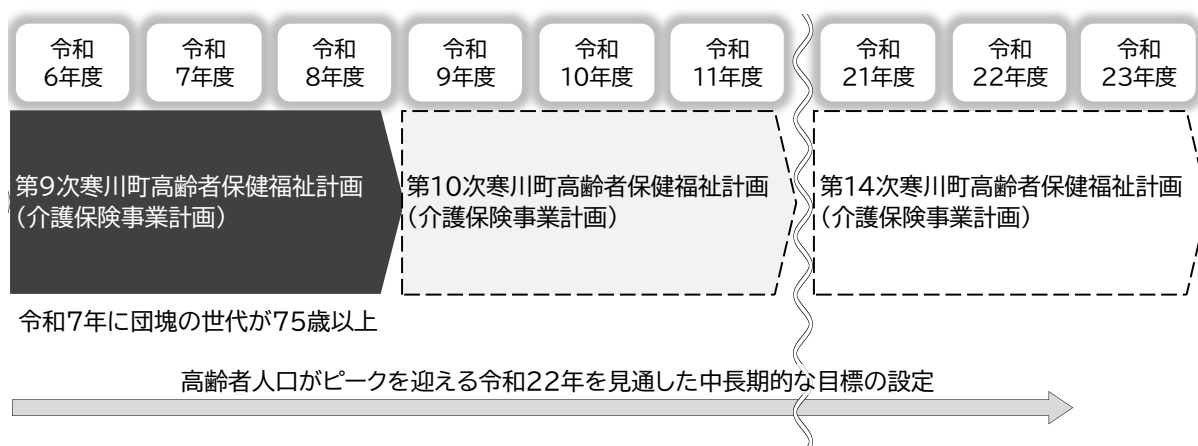 令和
6年度
令和
7年度
令和
8年度
令和
9年度
令和
10年度
令和
11年度
令和
21年度
令和
22年度
令和
23年度
第9次寒川町高齢者保健福祉計画
（介護保険事業計画）
第10次寒川町高齢者保健福祉計画
（介護保険事業計画）
第14次寒川町高齢者保健福祉計画
（介護保険事業計画）
令和7年に団塊の世代が75歳以上
高齢者人口がピークを迎える令和22年を見通した中長期的な目標の設定